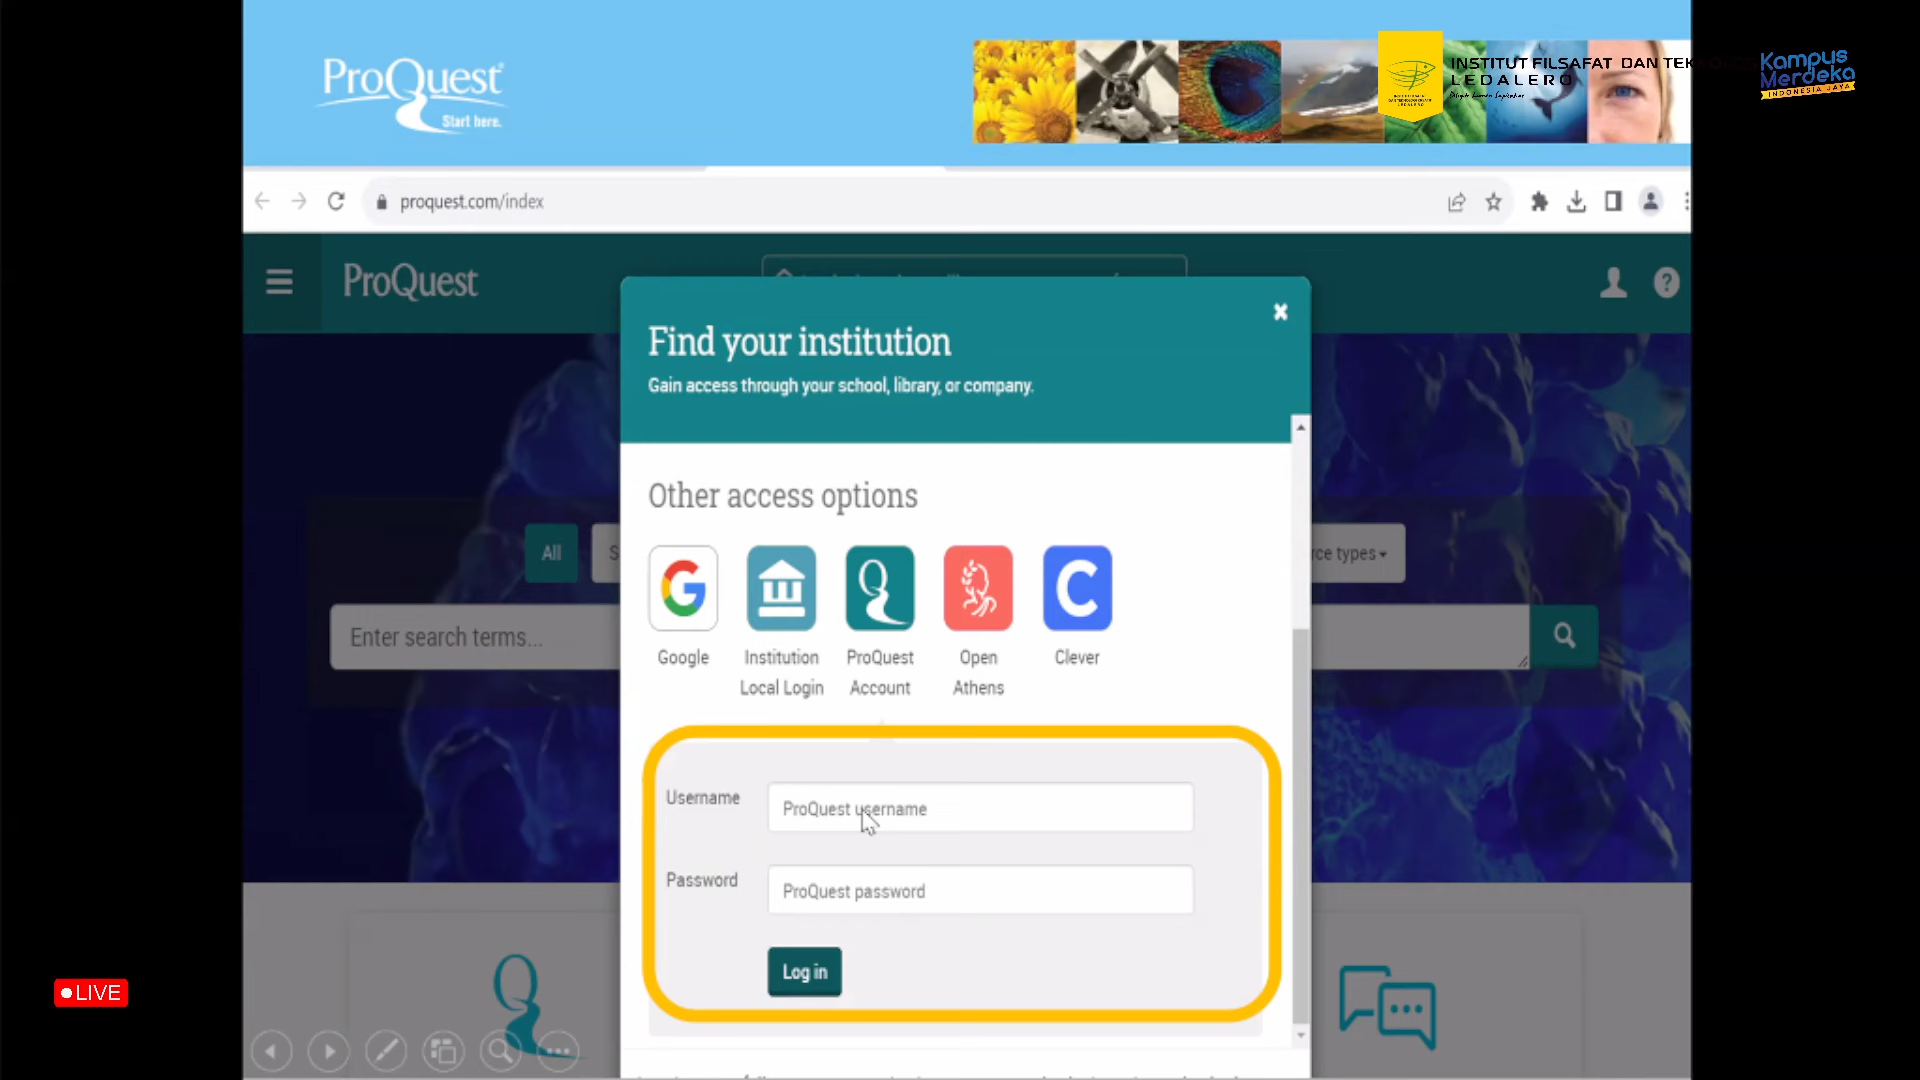 ProQuest
Start here.
INSTITUT FILSAFAT DAN TEK
LEDALERO
Kampus
Merdeka
INDONESIA JAYA
proquest.com/index
ProQuest
?
Find your institution
Gain access through your school, library, or company.
Other access options
All
rce types
Google
Institution
Local Login
ProQuest
Account
Open
Athens
Clever
Enter search terms...
Username
ProQuest username
Password
ProQuest password
Log in
LIVE